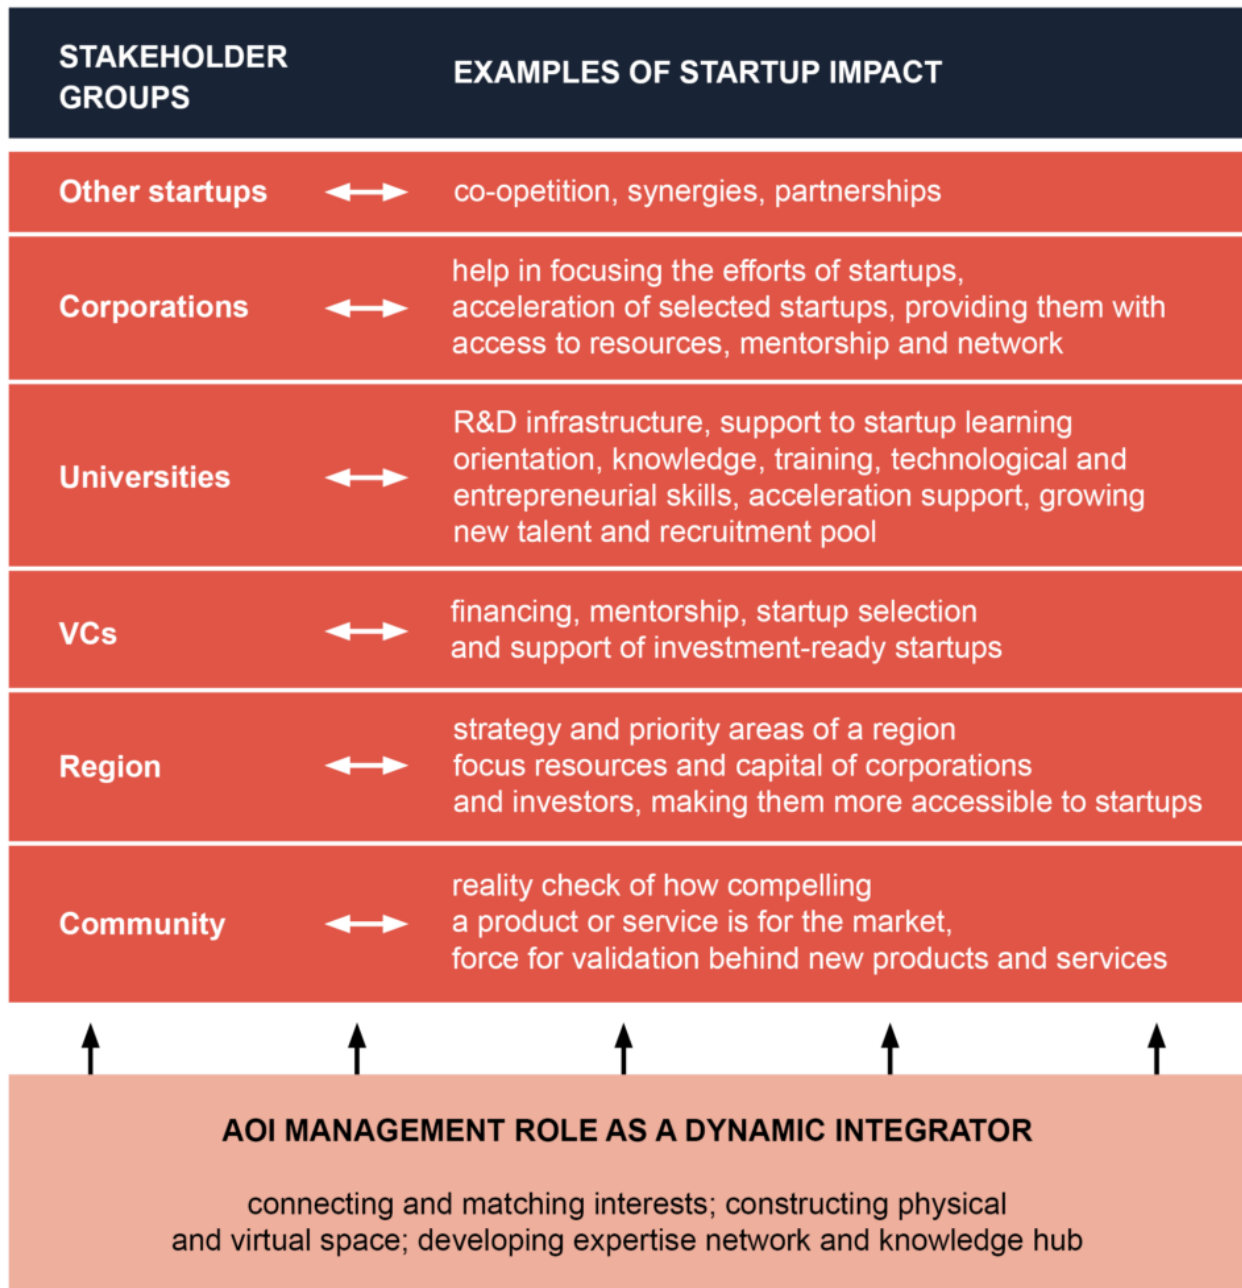 STAKEHOLDER
GROUPS
EXAMPLES OF STARTUP IMPACT
Other startups
co-opetition, synergies, partnerships
Corporations
help in focusing the efforts of startups,
acceleration of selected startups, providing them with
access to resources, mentorship and network
Universities
R&D infrastructure, support to startup learning
orientation, knowledge, training, technological and
entrepreneurial skills, acceleration support, growing
new talent and recruitment pool
VCs
financing, mentorship, startup selection
and support of investment-ready startups
Region
strategy and priority areas of a region
focus resources and capital of corporations
and investors, making them more accessible to startups
Community
reality check of how compelling
a product or service is for the market,
force for validation behind new products and services
AOI MANAGEMENT ROLE AS A DYNAMIC INTEGRATOR
connecting and matching interests; constructing physical
and virtual space; developing expertise network and knowledge hub